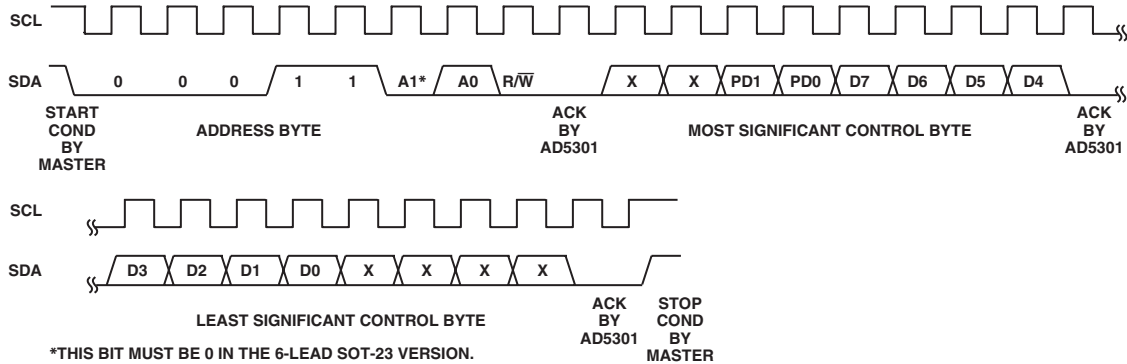 SCL
SDA 0 0 0 1 1 A1* A0 R/W̅ X X PD1 PD0 D7 D6 D5 D4
START COND BY MASTER
ADDRESS BYTE
ACK BY AD5301
MOST SIGNIFICANT CONTROL BYTE
ACK BY AD5301
SCL
SDA D3 D2 D1 D0 X X X X
LEAST SIGNIFICANT CONTROL BYTE
ACK BY AD5301
STOP COND BY MASTER
*THIS BIT MUST BE 0 IN THE 6-LEAD SOT-23 VERSION.